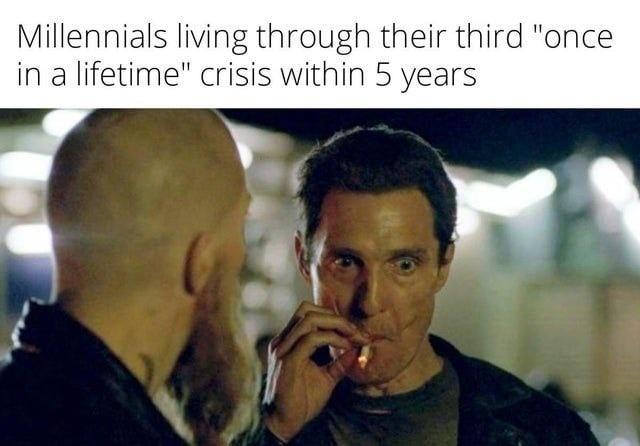 Millennials living through their third "once
in a lifetime" crisis within 5 years